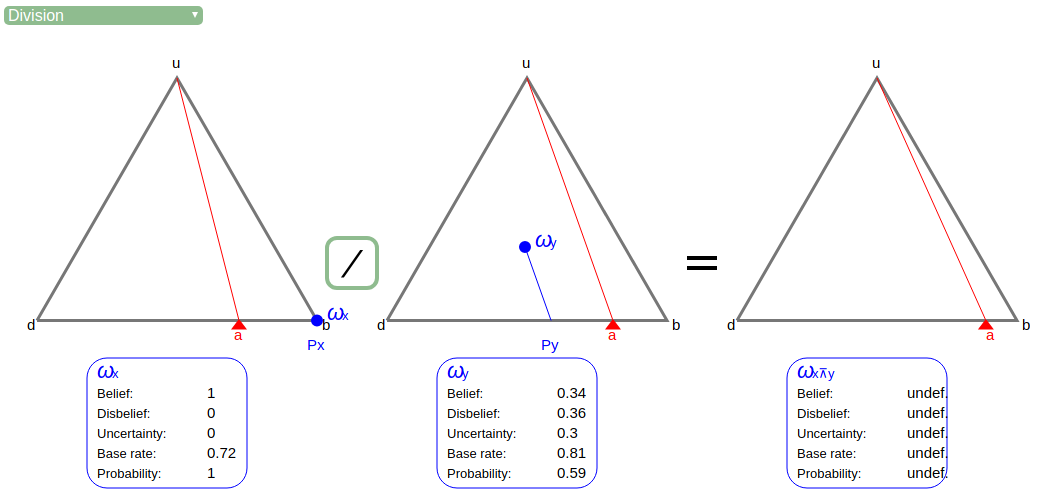 Division
u
u
u
d
b
ωx
Px
a
/
d
b
ωy
Py
a
=
d
b
a
ωx
Belief: 1
Disbelief: 0
Uncertainty: 0
Base rate: 0.72
Probability: 1
ωy
Belief: 0.34
Disbelief: 0.36
Uncertainty: 0.3
Base rate: 0.81
Probability: 0.59
ωx⊼y
Belief: undef.
Disbelief: undef.
Uncertainty: undef.
Base rate: undef.
Probability: undef.